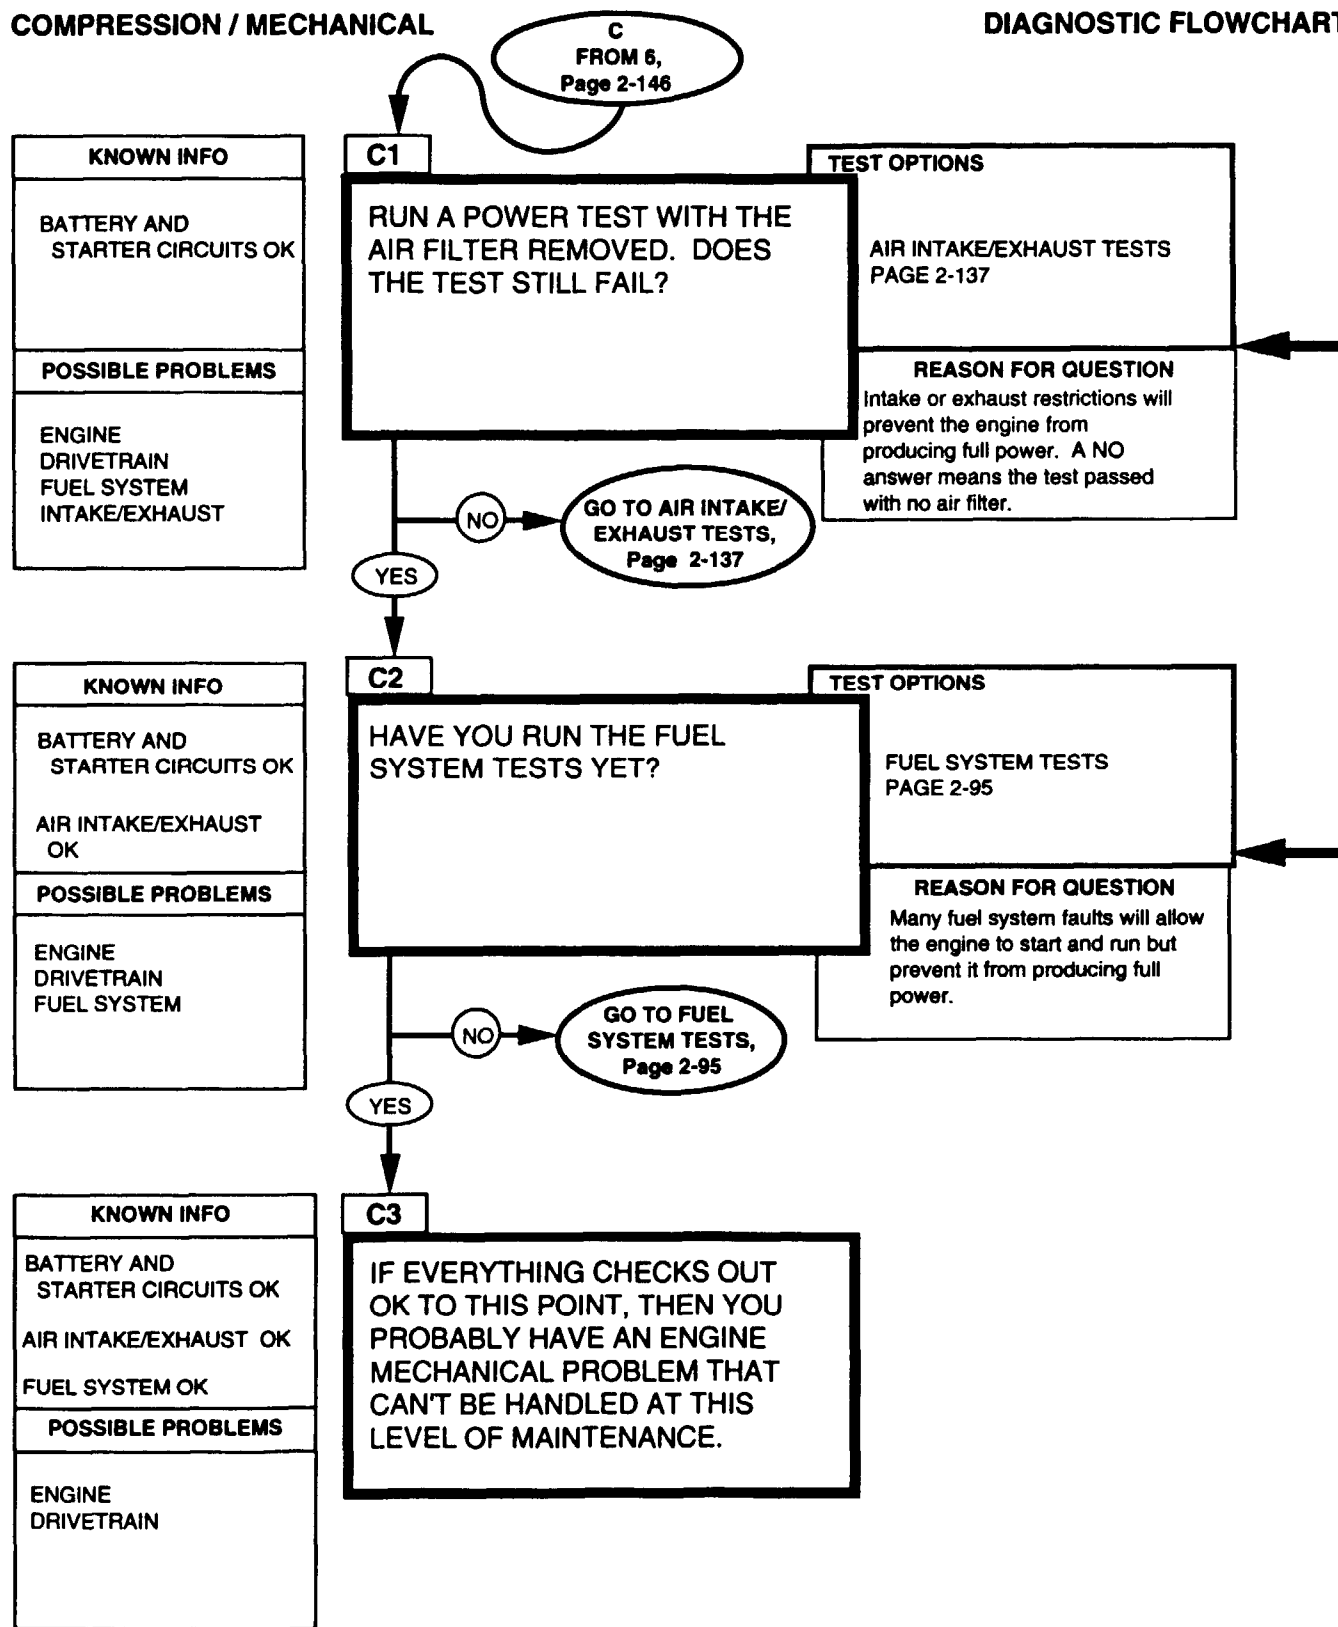 COMPRESSION / MECHANICAL
DIAGNOSTIC FLOWCHART
C
FROM 6,
Page 2-146
KNOWN INFO
BATTERY AND
STARTER CIRCUITS OK
POSSIBLE PROBLEMS
ENGINE
DRIVETRAIN
FUEL SYSTEM
INTAKE/EXHAUST
C1
RUN A POWER TEST WITH THE
AIR FILTER REMOVED. DOES
THE TEST STILL FAIL?
TEST OPTIONS
AIR INTAKE/EXHAUST TESTS
PAGE 2-137
REASON FOR QUESTION
Intake or exhaust restrictions will
prevent the engine from
producing full power. A NO
answer means the test passed
with no air filter.
NO
GO TO AIR INTAKE/
EXHAUST TESTS,
Page 2-137
YES
KNOWN INFO
BATTERY AND
STARTER CIRCUITS OK
AIR INTAKE/EXHAUST
OK
POSSIBLE PROBLEMS
ENGINE
DRIVETRAIN
FUEL SYSTEM
C2
HAVE YOU RUN THE FUEL
SYSTEM TESTS YET?
TEST OPTIONS
FUEL SYSTEM TESTS
PAGE 2-95
REASON FOR QUESTION
Many fuel system faults will allow
the engine to start and run but
prevent it from producing full
power.
NO
GO TO FUEL
SYSTEM TESTS,
Page 2-95
YES
KNOWN INFO
BATTERY AND
STARTER CIRCUITS OK
AIR INTAKE/EXHAUST OK
FUEL SYSTEM OK
POSSIBLE PROBLEMS
ENGINE
DRIVETRAIN
C3
IF EVERYTHING CHECKS OUT
OK TO THIS POINT, THEN YOU
PROBABLY HAVE AN ENGINE
MECHANICAL PROBLEM THAT
CAN'T BE HANDLED AT THIS
LEVEL OF MAINTENANCE.